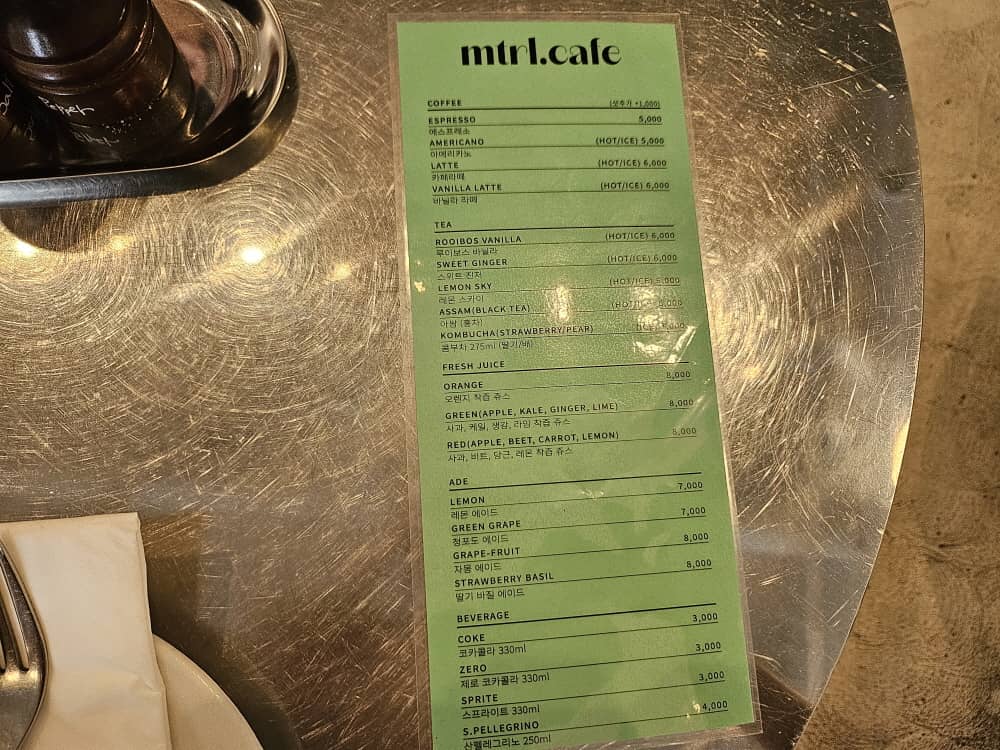 mtrl.cafe
COFFEE (샷추가 +1,000)
ESPRESSO 5,000
에스프레소
AMERICANO (HOT/ICE) 5,000
아메리카노
LATTE (HOT/ICE) 6,000
카페라떼
VANILLA LATTE (HOT/ICE) 6,000
바닐라 라떼
TEA
ROOIBOS VANILLA (HOT/ICE) 6,000
루이보스 바닐라
SWEET GINGER (HOT/ICE) 6,000
스위트 진저
LEMON SKY (HOT/ICE)
레몬 스카이
ASSAM(BLACK TEA) (HOT/ICE)
아쌈 (홍차)
KOMBUCHA(STRAWBERRY/PEAR)
콤부차 275ml (딸기/배)
FRESH JUICE
ORANGE 8,000
오렌지 착즙 쥬스
GREEN(APPLE, KALE, GINGER, LIME) 8,000
사과, 케일, 생강, 라임 착즙 쥬스
RED(APPLE, BEET, CARROT, LEMON) 8,000
사과, 비트, 당근, 레몬 착즙 쥬스
ADE
LEMON 7,000
레몬 에이드
GREEN GRAPE 7,000
청포도 에이드
GRAPE-FRUIT 8,000
자몽 에이드
STRAWBERRY BASIL 8,000
딸기 바질 에이드
BEVERAGE
COKE 3,000
코카콜라 330ml
ZERO 3,000
제로 코카콜라 330ml
SPRITE 3,000
스프라이트 330ml
S.PELLEGRINO 4,000
산펠레그리노 250ml